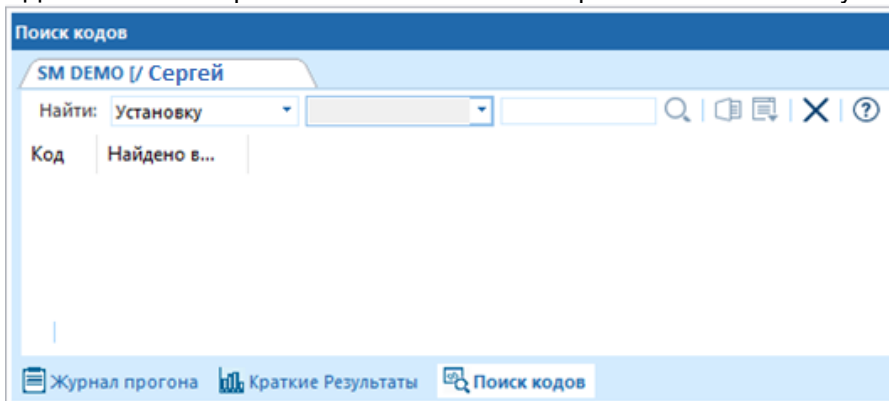 Поиск кодов
SM DEMO [/ Сергей
Найти: Установку
Код Найдено в...
Журнал прогона Краткие Результаты Поиск кодов